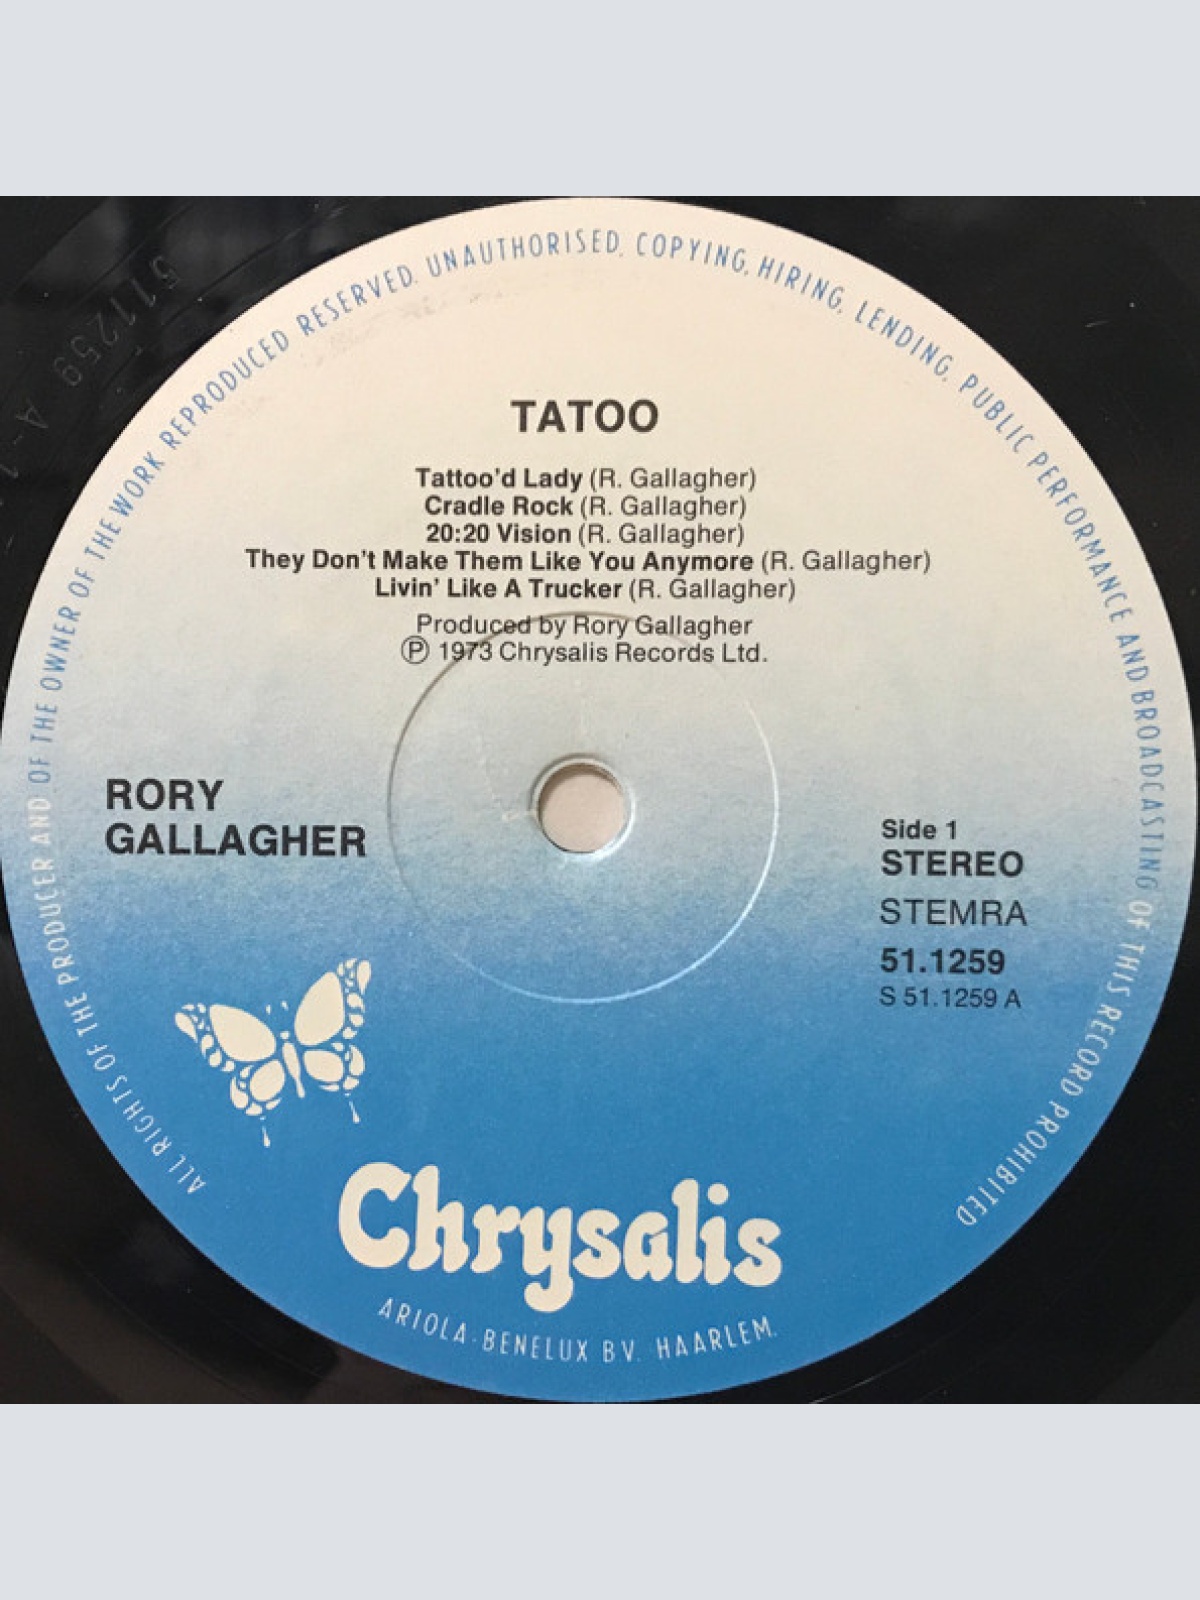 ALL RIGHTS OF THE PRODUCER AND OF THE OWNER OF THE WORK REPRODUCED RESERVED. UNAUTHORISED, COPYING, HIRING, LENDING, PUBLIC PERFORMANCE AND BROADCASTING OF THIS RECORD PROHIBITED
511259 A-1
TATOO
Tattoo'd Lady (R. Gallagher)
Cradle Rock (R. Gallagher)
20:20 Vision (R. Gallagher)
They Don't Make Them Like You Anymore (R. Gallagher)
Livin' Like A Trucker (R. Gallagher)
Produced by Rory Gallagher
Ⓟ 1973 Chrysalis Records Ltd.
RORY
GALLAGHER
Side 1
STEREO
STEMRA
51.1259
S 51.1259 A
Chrysalis
ARIOLA-BENELUX BV. HAARLEM.